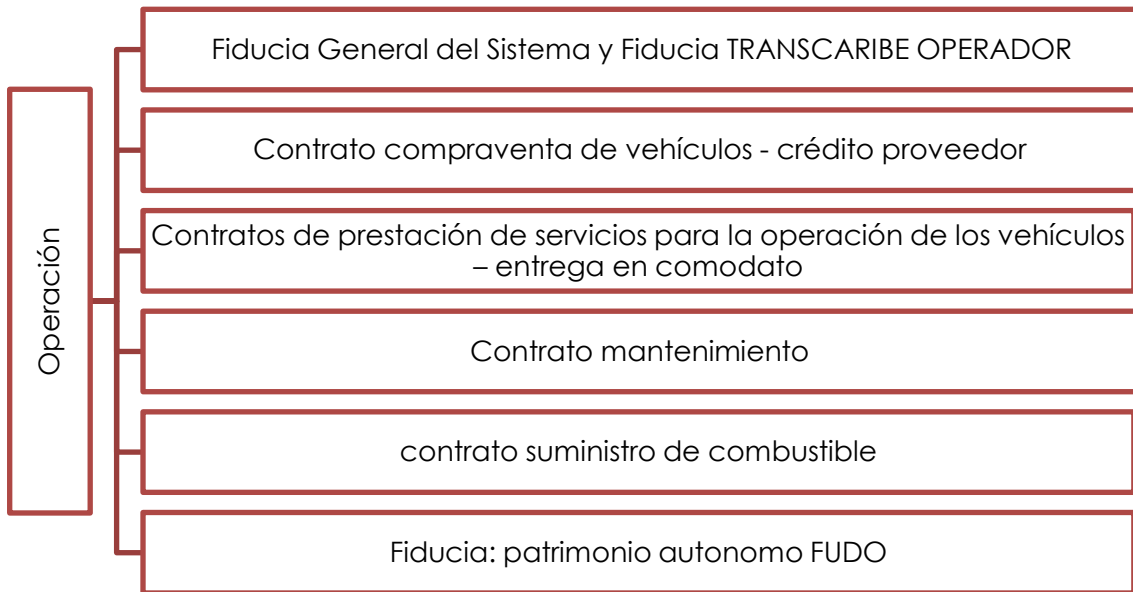 Operación
Fiducia General del Sistema y Fiducia TRANSCARIBE OPERADOR
Contrato compraventa de vehículos - crédito proveedor
Contratos de prestación de servicios para la operación de los vehículos
– entrega en comodato
Contrato mantenimiento
contrato suministro de combustible
Fiducia: patrimonio autonomo FUDO